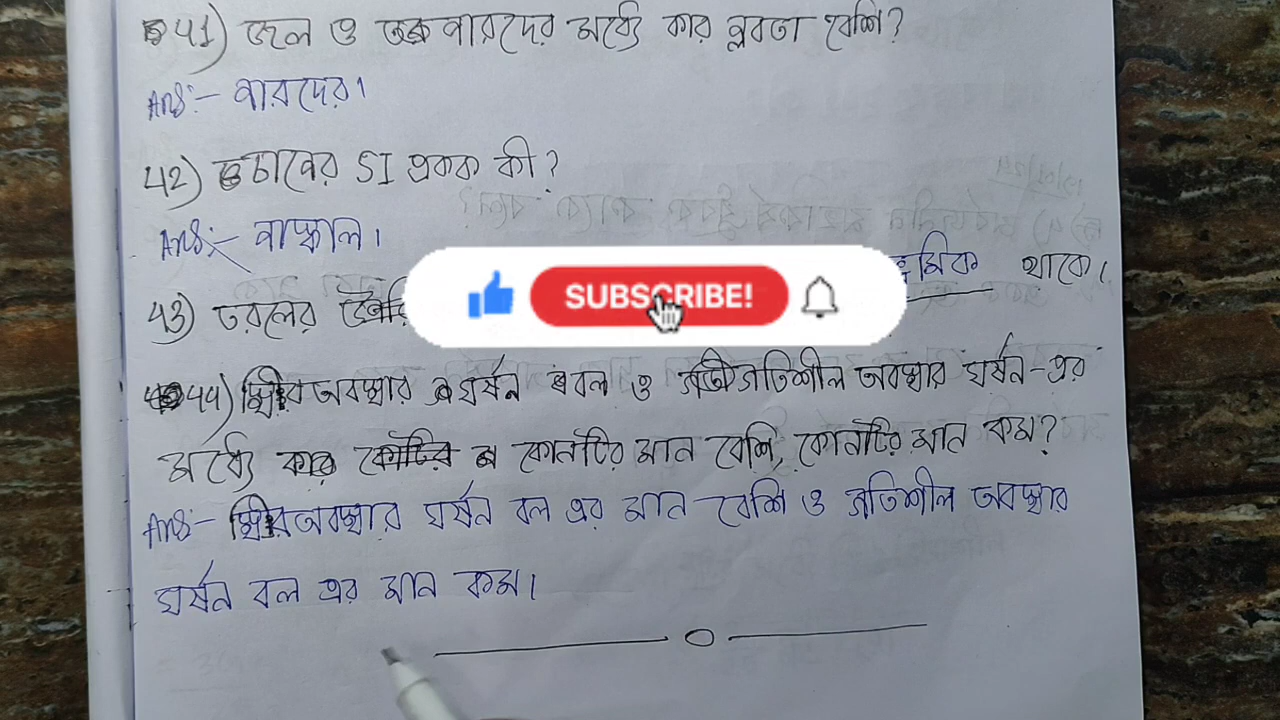 41) জল ও পারদের মধ্যে কার প্লবতা বেশি?
Ans:- পারদের।
42) চাপের SI একক কী?
Ans:- পাস্কাল।
43) তরলের থাকে।
SUBSCRIBE!
44) স্থির অবস্থার ঘর্ষন বল ও গতিশীল অবস্থার ঘর্ষন-এর
মধ্যে কোনটির মান বেশি, কোনটির মান কম?
Ans:- স্থির অবস্থার ঘর্ষন বল এর মান বেশি ও গতিশীল অবস্থার
ঘর্ষন বল এর মান কম।